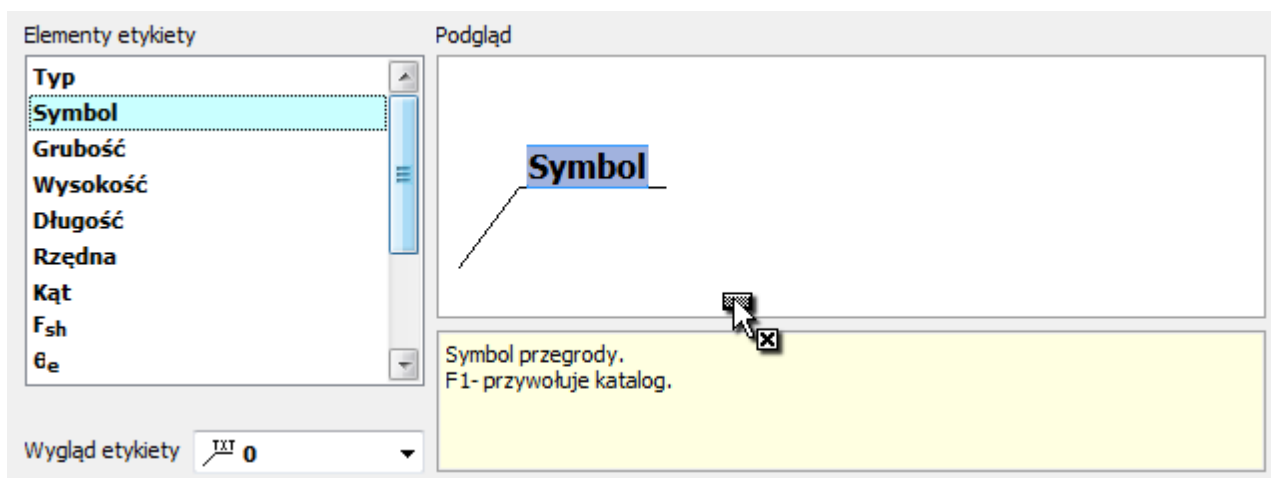 Elementy etykiety
Typ
Symbol
Grubość
Wysokość
Długość
Rzędna
Kąt
Fsh
θe
Wygląd etykiety TXT 0
Podgląd
Symbol
Symbol przegrody.
F1- przywołuje katalog.